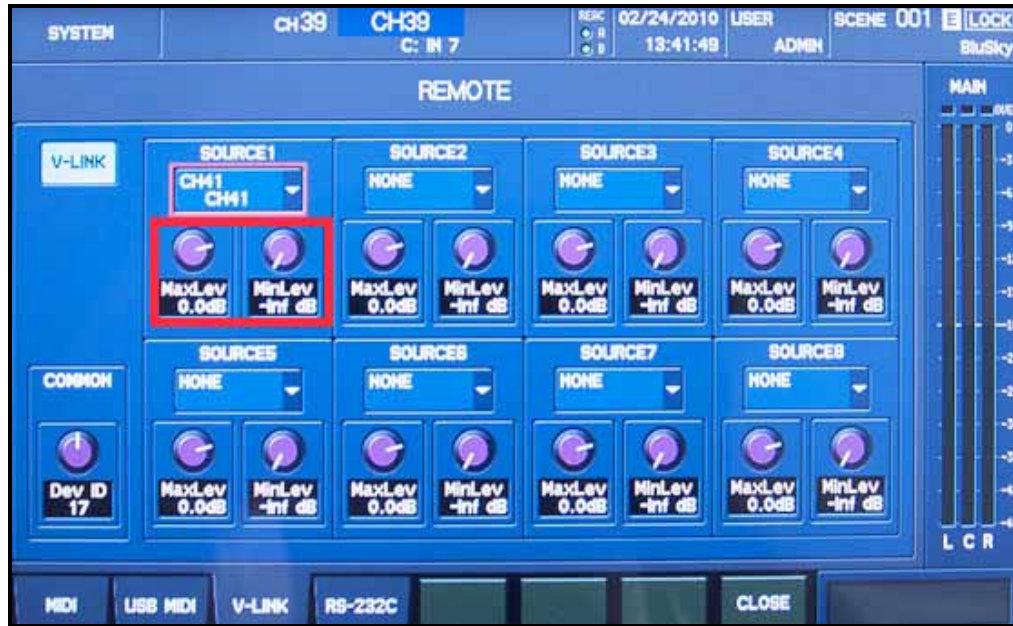 SYSTEM
CH39 CH39
C: IN 7
REAC
A
B
02/24/2010
13:41:49
USER
ADMIN
SCENE 001 E LOCK
BluSky
REMOTE
MAIN
V-LINK
SOURCE1
CH41
CH41
MaxLev
0.0dB
MinLev
-Inf dB
SOURCE2
NONE
MaxLev
0.0dB
MinLev
-Inf dB
SOURCE3
NONE
MaxLev
0.0dB
MinLev
-Inf dB
SOURCE4
NONE
MaxLev
0.0dB
MinLev
-Inf dB
COMMON
Dev ID
17
SOURCE5
NONE
MaxLev
0.0dB
MinLev
-Inf dB
SOURCE6
NONE
MaxLev
0.0dB
MinLev
-Inf dB
SOURCE7
NONE
MaxLev
0.0dB
MinLev
-Inf dB
SOURCE8
NONE
MaxLev
0.0dB
MinLev
-Inf dB
0
L C R
MIDI USB MIDI V-LINK RS-232C CLOSE